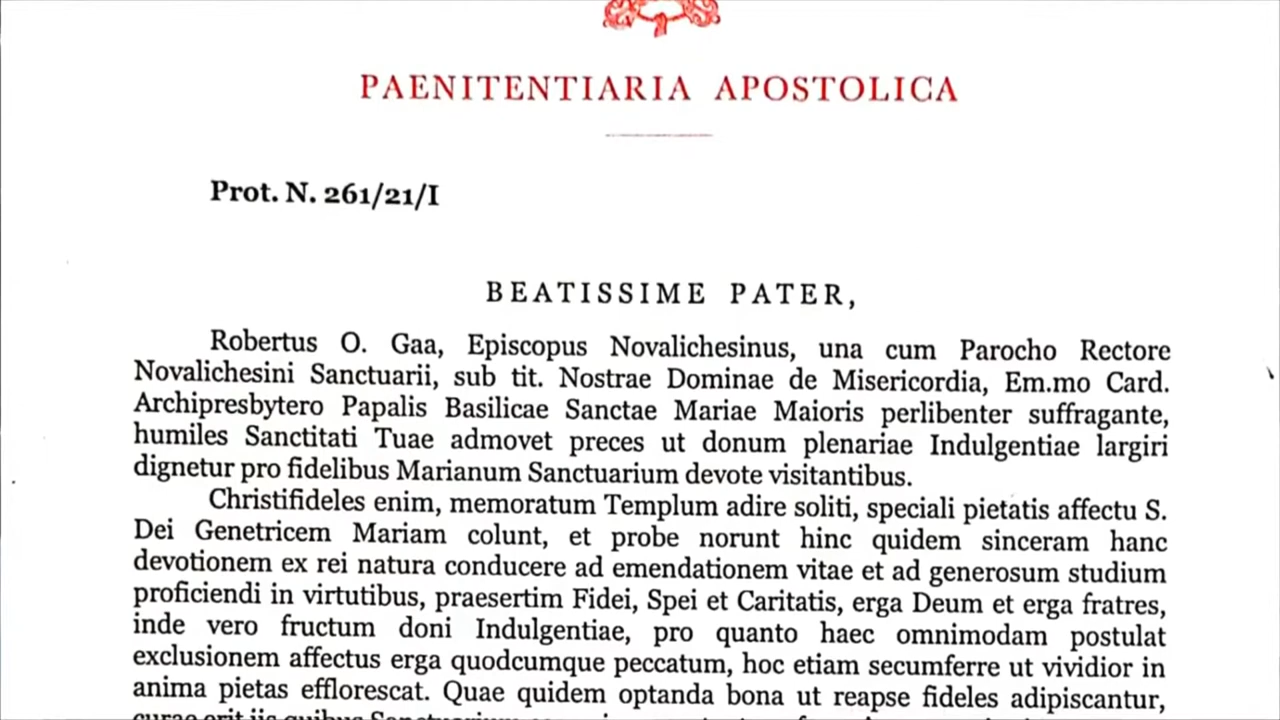 PAENITENTIARIA APOSTOLICA
Prot. N. 261/21/I
BEATISSIME PATER,
Robertus O. Gaa, Episcopus Novalichesinus, una cum Parocho Rectore
Novalichesini Sanctuarii, sub tit. Nostrae Dominae de Misericordia, Em.mo Card.
Archipresbytero Papalis Basilicae Sanctae Mariae Maioris perlibenter suffragante,
humiles Sanctitati Tuae admovet preces ut donum plenariae Indulgentiae largiri
dignetur pro fidelibus Marianum Sanctuarium devote visitantibus.
Christifideles enim, memoratum Templum adire soliti, speciali pietatis affectu S.
Dei Genetricem Mariam colunt, et probe norunt hinc quidem sinceram hanc
devotionem ex rei natura conducere ad emendationem vitae et ad generosum studium
proficiendi in virtutibus, praesertim Fidei, Spei et Caritatis, erga Deum et erga fratres,
inde vero fructum doni Indulgentiae, pro quanto haec omnimodam postulat
exclusionem affectus erga quodcumque peccatum, hoc etiam secumferre ut vividior in
anima pietas efflorescat. Quae quidem optanda bona ut reapse fideles adipiscantur,